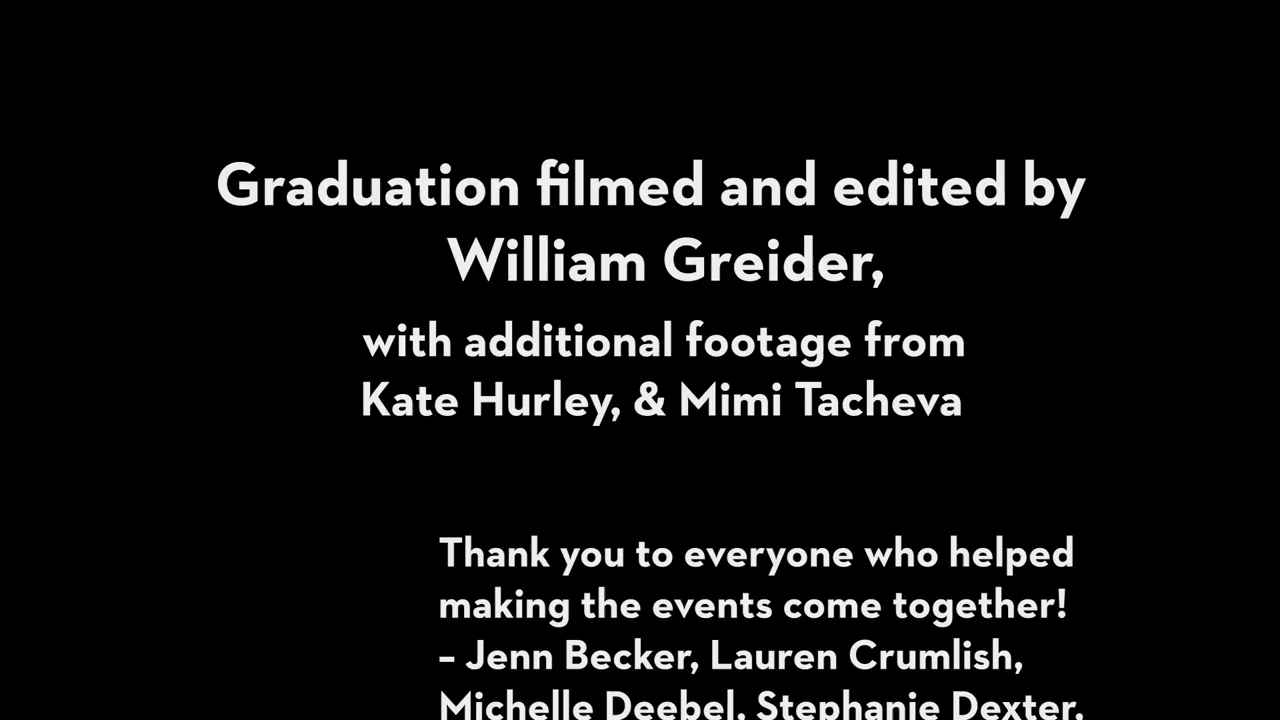 Graduation filmed and edited by
William Greider,
with additional footage from
Kate Hurley, & Mimi Tacheva
Thank you to everyone who helped
making the events come together!
– Jenn Becker, Lauren Crumlish,
Michelle Deebel, Stephanie Dexter,